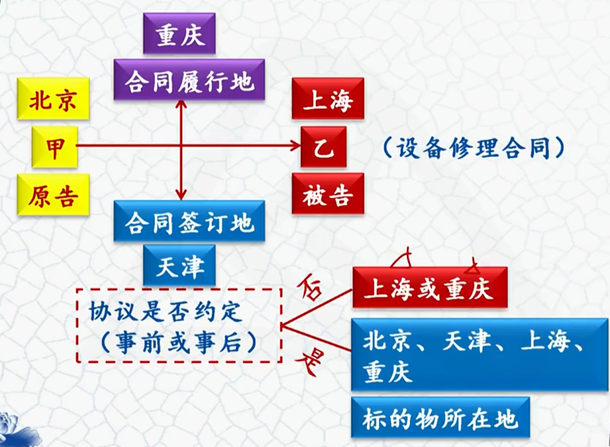 重庆
合同履行地
北京
上海
甲
乙
（设备修理合同）
原告
被告
合同签订地
天津
协议是否约定
（事前或事后）
否
上海或重庆
是
北京、天津、上海、
重庆
标的物所在地